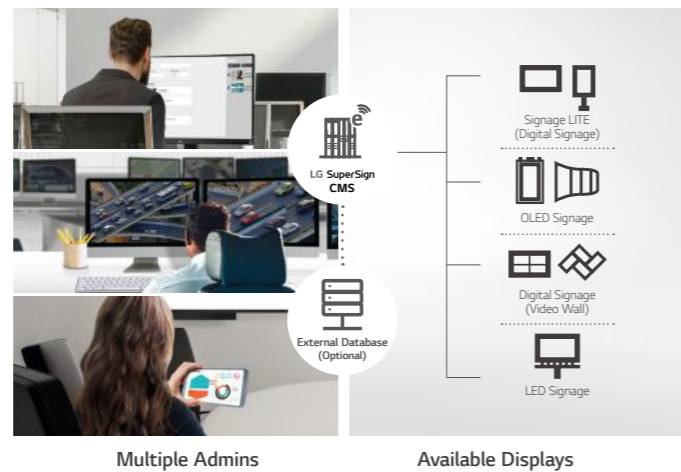 e
LG SuperSign
CMS
External Database
(Optional)
Signage LITE
(Digital Signage)
OLED Signage
Digital Signage
(Video Wall)
LED Signage
Multiple Admins
Available Displays